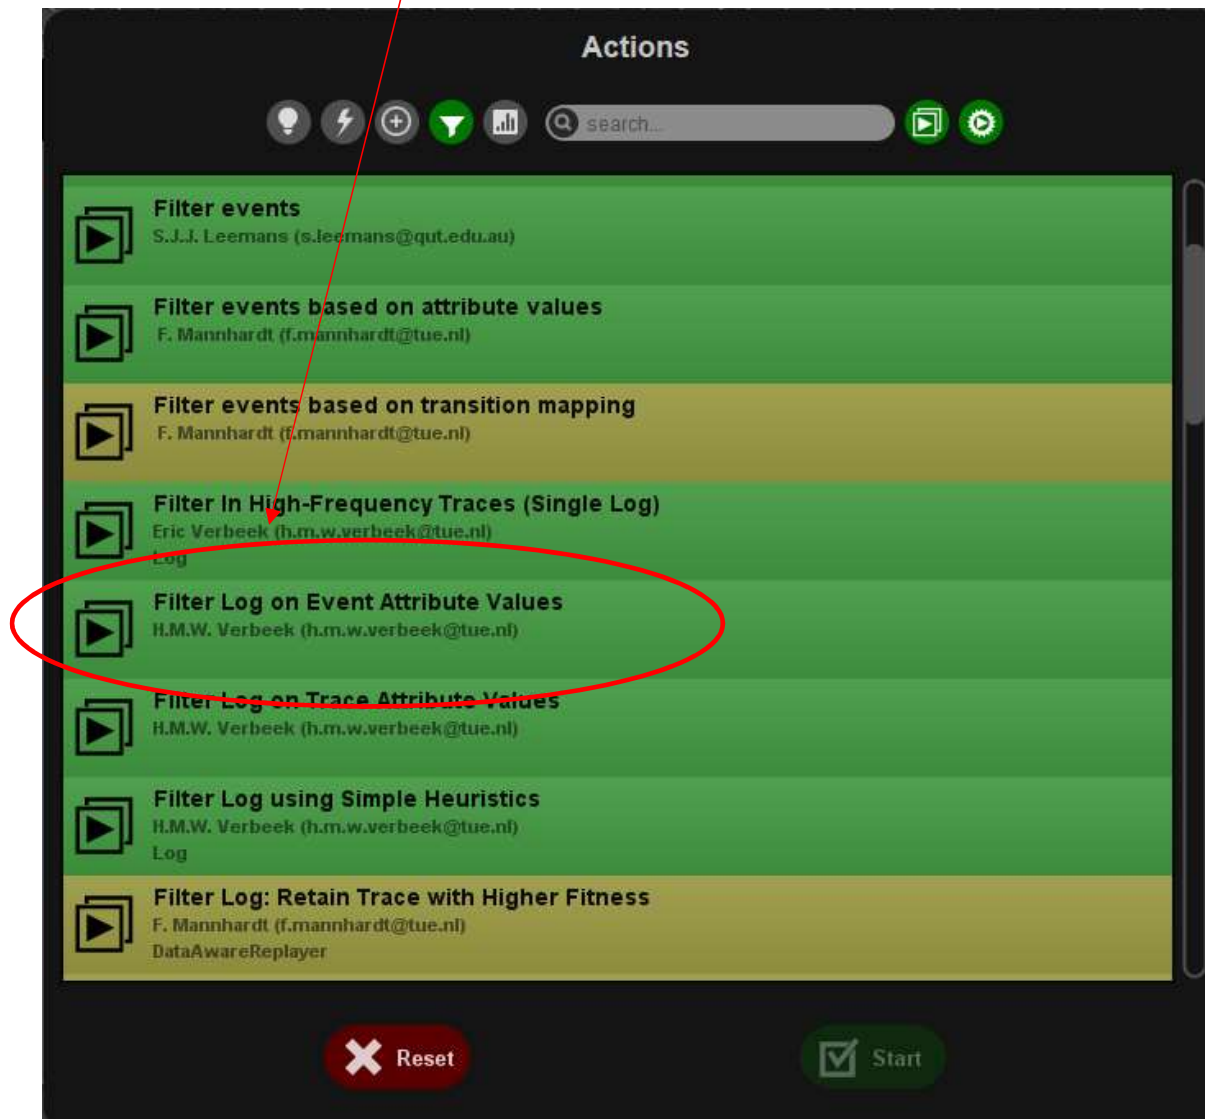 Actions
search...
Filter events
S.J.J. Leemans (s.leemans@qut.edu.au)
Filter events based on attribute values
F. Mannhardt (f.mannhardt@tue.nl)
Filter events based on transition mapping
F. Mannhardt (f.mannhardt@tue.nl)
Filter In High-Frequency Traces (Single Log)
Eric Verbeek (h.m.w.verbeek@tue.nl)
Log
Filter Log on Event Attribute Values
H.M.W. Verbeek (h.m.w.verbeek@tue.nl)
Filter Log on Trace Attribute Values
H.M.W. Verbeek (h.m.w.verbeek@tue.nl)
Filter Log using Simple Heuristics
H.M.W. Verbeek (h.m.w.verbeek@tue.nl)
Log
Filter Log: Retain Trace with Higher Fitness
F. Mannhardt (f.mannhardt@tue.nl)
DataAwareReplayer
Reset
Start